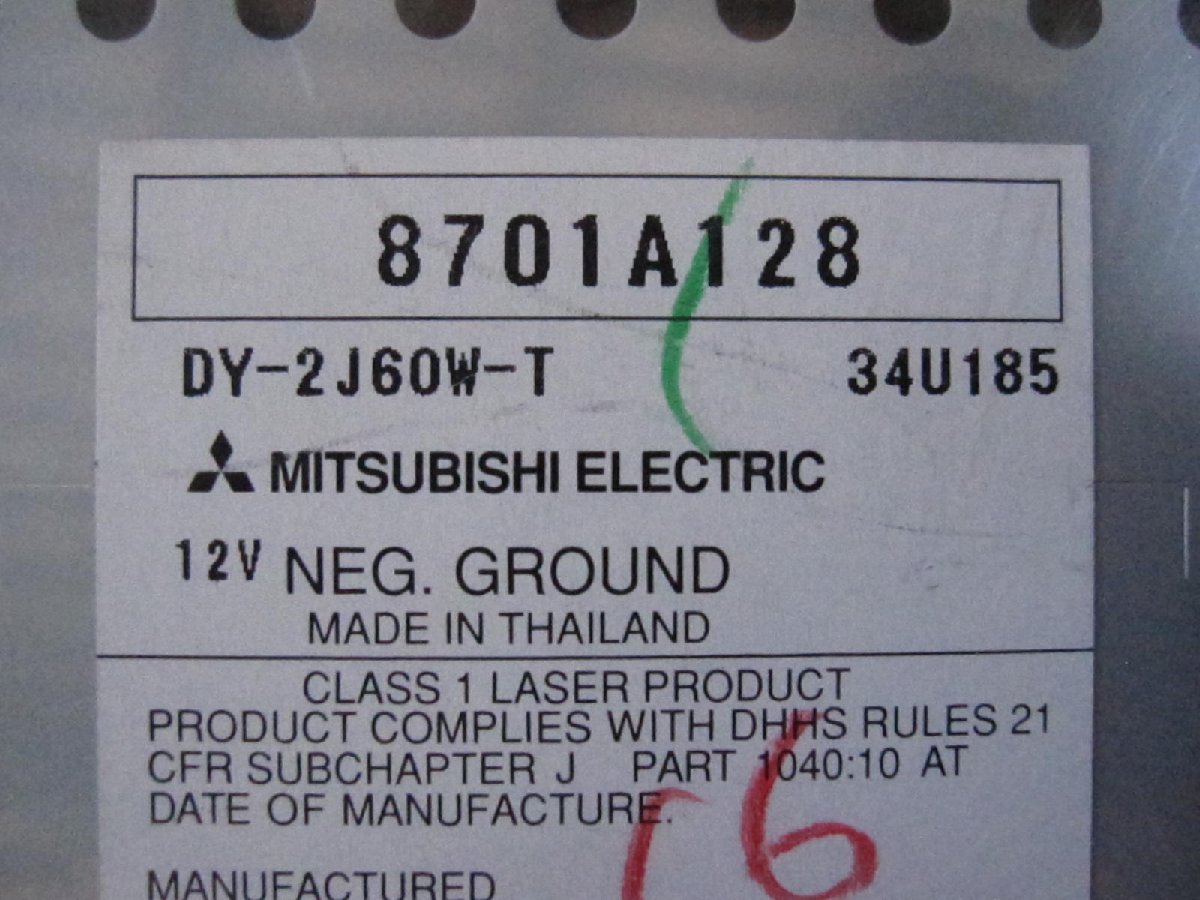 8701A128
DY-2J60W-T 34U185
MITSUBISHI ELECTRIC
12V NEG. GROUND
MADE IN THAILAND
CLASS 1 LASER PRODUCT
PRODUCT COMPLIES WITH DHHS RULES 21
CFR SUBCHAPTER J PART 1040:10 AT
DATE OF MANUFACTURE.
16
MANUFACTURED